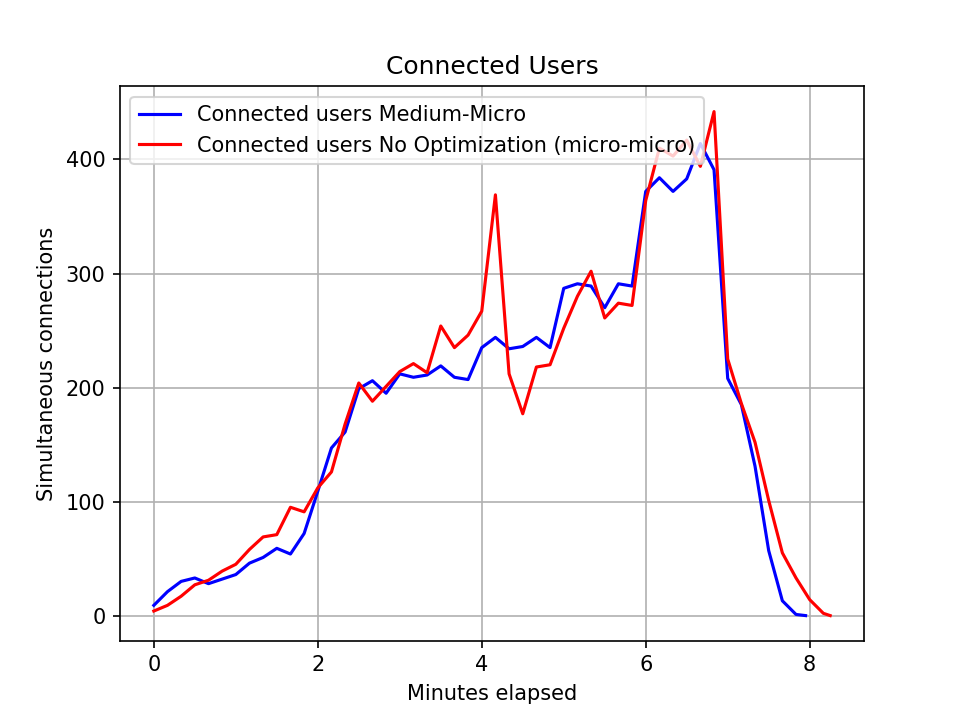 Connected Users
Connected users Medium-Micro
Connected users No Optimization (micro-micro)
400
300
200
100
0
Simultaneous connections
0 2 4 6 8
Minutes elapsed